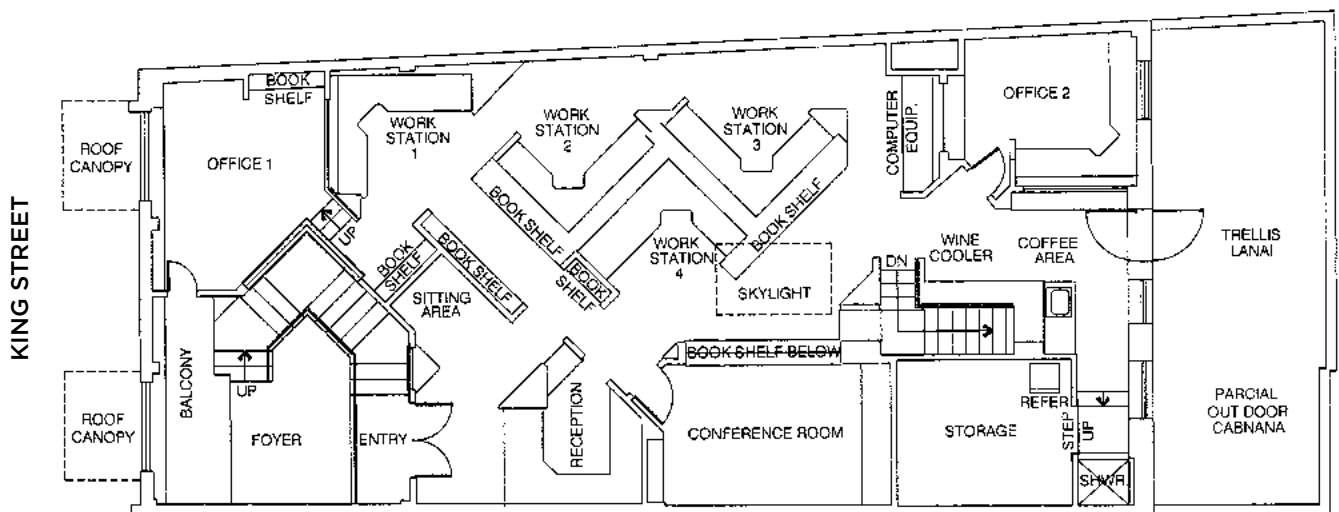 KING STREET
ROOF
CANOPY
ROOF
CANOPY
BOOK
SHELF
OFFICE 1
UP
BALCONY
UP
FOYER
ENTRY
WORK
STATION
1
BOOK
SHELF
BOOK SHELF
SITTING
AREA
WORK
STATION
2
WORK
STATION
3
BOOK SHELF
BOOK
SHELF
WORK
STATION
4
BOOK SHELF
SKYLIGHT
RECEPTION
BOOK SHELF BELOW
CONFERENCE ROOM
COMPUTER
EQUIP.
OFFICE 2
WINE
COOLER
COFFEE
AREA
DN
REFER
STORAGE
STEP
UP
SHWR.
TRELLIS
LANAI
PARCIAL
OUT DOOR
CABNANA